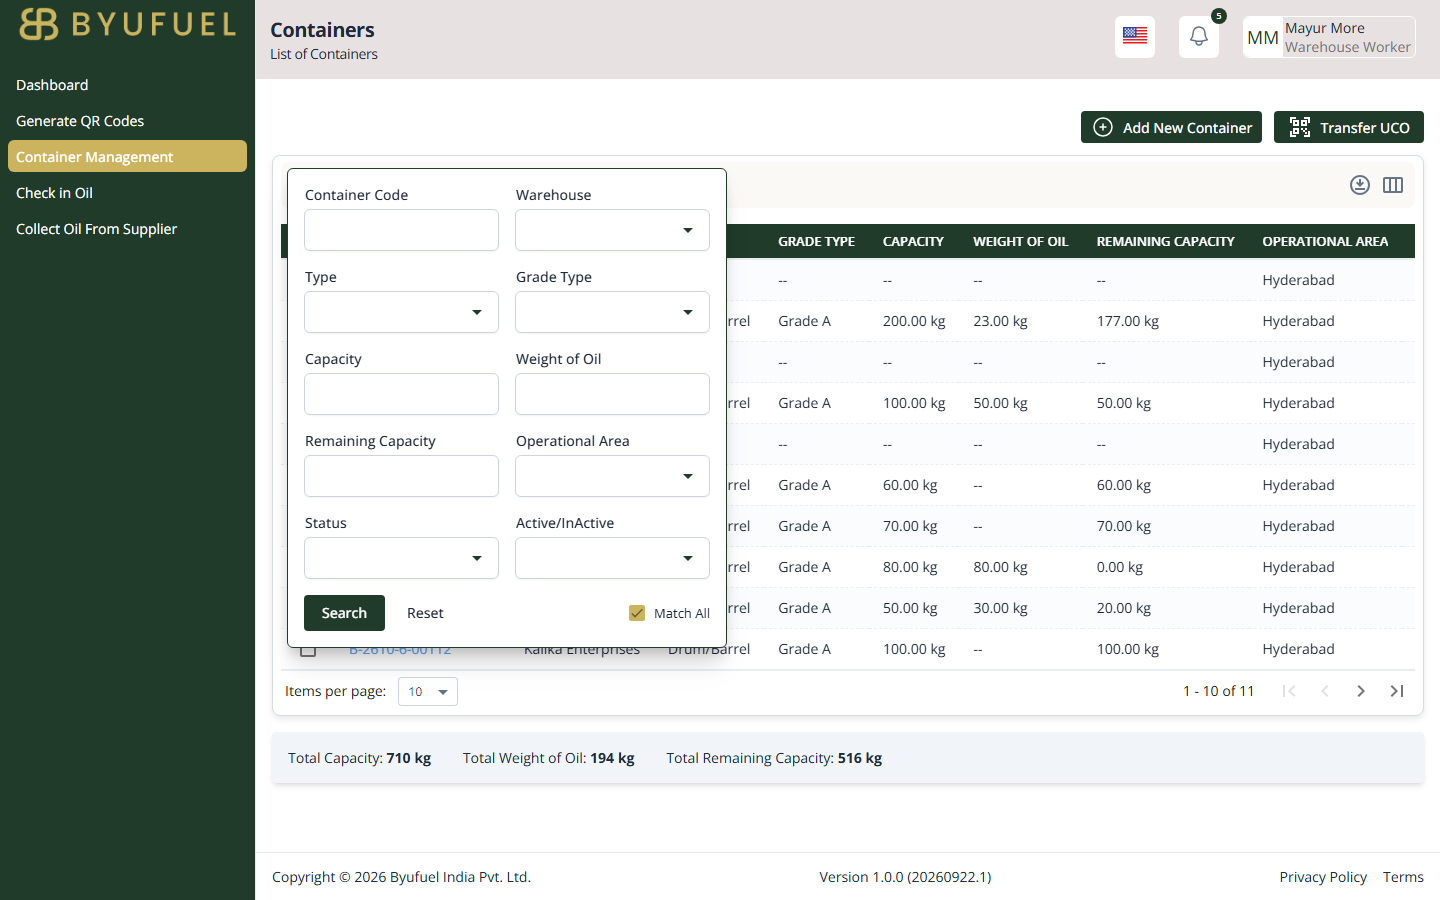 BYUFUEL
Dashboard
Generate QR Codes
Container Management
Check in Oil
Collect Oil From Supplier
Containers
List of Containers
5
MM
Mayur More
Warehouse Worker
Add New Container
Transfer UCO
Container Code
Warehouse
Type
Grade Type
Capacity
Weight of Oil
Remaining Capacity
Operational Area
Status
Active/InActive
Search
Reset
Match All
GRADE TYPE CAPACITY WEIGHT OF OIL REMAINING CAPACITY OPERATIONAL AREA
-- -- -- -- Hyderabad
rrel Grade A 200.00 kg 23.00 kg 177.00 kg Hyderabad
-- -- -- -- Hyderabad
rrel Grade A 100.00 kg 50.00 kg 50.00 kg Hyderabad
-- -- -- -- Hyderabad
rrel Grade A 60.00 kg -- 60.00 kg Hyderabad
rrel Grade A 70.00 kg -- 70.00 kg Hyderabad
rrel Grade A 80.00 kg 80.00 kg 0.00 kg Hyderabad
rrel Grade A 50.00 kg 30.00 kg 20.00 kg Hyderabad
B-2610-6-00112 Kalika Enterprises Drum/Barrel Grade A 100.00 kg -- 100.00 kg Hyderabad
Items per page: 10
1 - 10 of 11
Total Capacity: 710 kg Total Weight of Oil: 194 kg Total Remaining Capacity: 516 kg
Copyright © 2026 Byufuel India Pvt. Ltd.
Version 1.0.0 (20260922.1)
Privacy Policy Terms